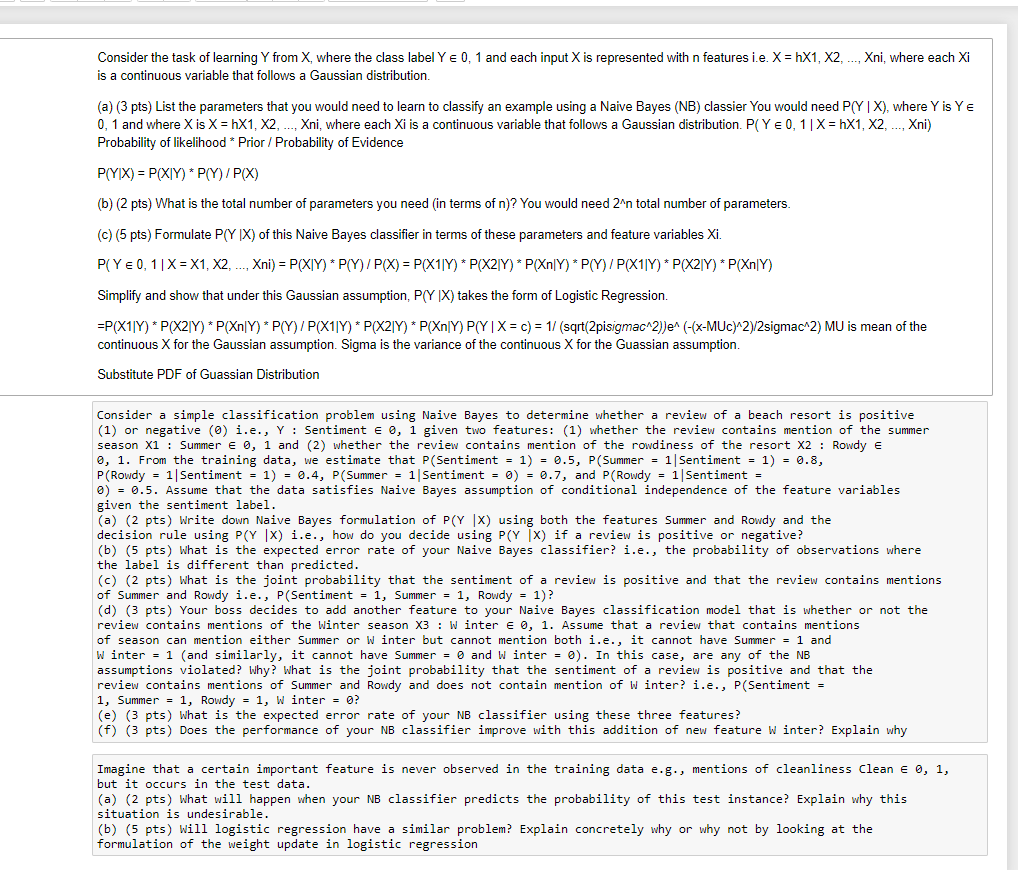 Consider the task of learning Y from X, where the class label Y ∈ 0, 1 and each input X is represented with n features i.e. X = hX1, X2, ..., Xni, where each Xi
is a continuous variable that follows a Gaussian distribution.
(a) (3 pts) List the parameters that you would need to learn to classify an example using a Naive Bayes (NB) classier You would need P(Y | X), where Y is Y ∈
0, 1 and where X is X = hX1, X2, ..., Xni, where each Xi is a continuous variable that follows a Gaussian distribution. P( Y ∈ 0, 1 | X = hX1, X2, ..., Xni)
Probability of likelihood * Prior / Probability of Evidence
P(Y|X) = P(X|Y) * P(Y) / P(X)
(b) (2 pts) What is the total number of parameters you need (in terms of n)? You would need 2^n total number of parameters.
(c) (5 pts) Formulate P(Y |X) of this Naive Bayes classifier in terms of these parameters and feature variables Xi.
P( Y ∈ 0, 1 | X = X1, X2, ..., Xni) = P(X|Y) * P(Y) / P(X) = P(X1|Y) * P(X2|Y) * P(Xn|Y) * P(Y) / P(X1|Y) * P(X2|Y) * P(Xn|Y)
Simplify and show that under this Gaussian assumption, P(Y |X) takes the form of Logistic Regression.
=P(X1|Y) * P(X2|Y) * P(Xn|Y) * P(Y) / P(X1|Y) * P(X2|Y) * P(Xn|Y) P(Y | X = c) = 1/ (sqrt(2pisigmac^2))e^ (-(x-MUc)^2)/2sigmac^2) MU is mean of the
continuous X for the Gaussian assumption. Sigma is the variance of the continuous X for the Guassian assumption.
Substitute PDF of Guassian Distribution
Consider a simple classification problem using Naive Bayes to determine whether a review of a beach resort is positive
(1) or negative (0) i.e., Y : Sentiment ∈ 0, 1 given two features: (1) whether the review contains mention of the summer
season X1 : Summer ∈ 0, 1 and (2) whether the review contains mention of the rowdiness of the resort X2 : Rowdy ∈
0, 1. From the training data, we estimate that P(Sentiment = 1) = 0.5, P(Summer = 1|Sentiment = 1) = 0.8,
P(Rowdy = 1|Sentiment = 1) = 0.4, P(Summer = 1|Sentiment = 0) = 0.7, and P(Rowdy = 1|Sentiment =
0) = 0.5. Assume that the data satisfies Naive Bayes assumption of conditional independence of the feature variables
given the sentiment label.
(a) (2 pts) Write down Naive Bayes formulation of P(Y |X) using both the features Summer and Rowdy and the
decision rule using P(Y |X) i.e., how do you decide using P(Y |X) if a review is positive or negative?
(b) (5 pts) What is the expected error rate of your Naive Bayes classifier? i.e., the probability of observations where
the label is different than predicted.
(c) (2 pts) What is the joint probability that the sentiment of a review is positive and that the review contains mentions
of Summer and Rowdy i.e., P(Sentiment = 1, Summer = 1, Rowdy = 1)?
(d) (3 pts) Your boss decides to add another feature to your Naive Bayes classification model that is whether or not the
review contains mentions of the Winter season X3 : W inter ∈ 0, 1. Assume that a review that contains mentions
of season can mention either Summer or W inter but cannot mention both i.e., it cannot have Summer = 1 and
W inter = 1 (and similarly, it cannot have Summer = 0 and W inter = 0). In this case, are any of the NB
assumptions violated? Why? What is the joint probability that the sentiment of a review is positive and that the
review contains mentions of Summer and Rowdy and does not contain mention of W inter? i.e., P(Sentiment =
1, Summer = 1, Rowdy = 1, W inter = 0?
(e) (3 pts) What is the expected error rate of your NB classifier using these three features?
(f) (3 pts) Does the performance of your NB classifier improve with this addition of new feature W inter? Explain why
Imagine that a certain important feature is never observed in the training data e.g., mentions of cleanliness Clean ∈ 0, 1,
but it occurs in the test data.
(a) (2 pts) What will happen when your NB classifier predicts the probability of this test instance? Explain why this
situation is undesirable.
(b) (5 pts) Will logistic regression have a similar problem? Explain concretely why or why not by looking at the
formulation of the weight update in logistic regression